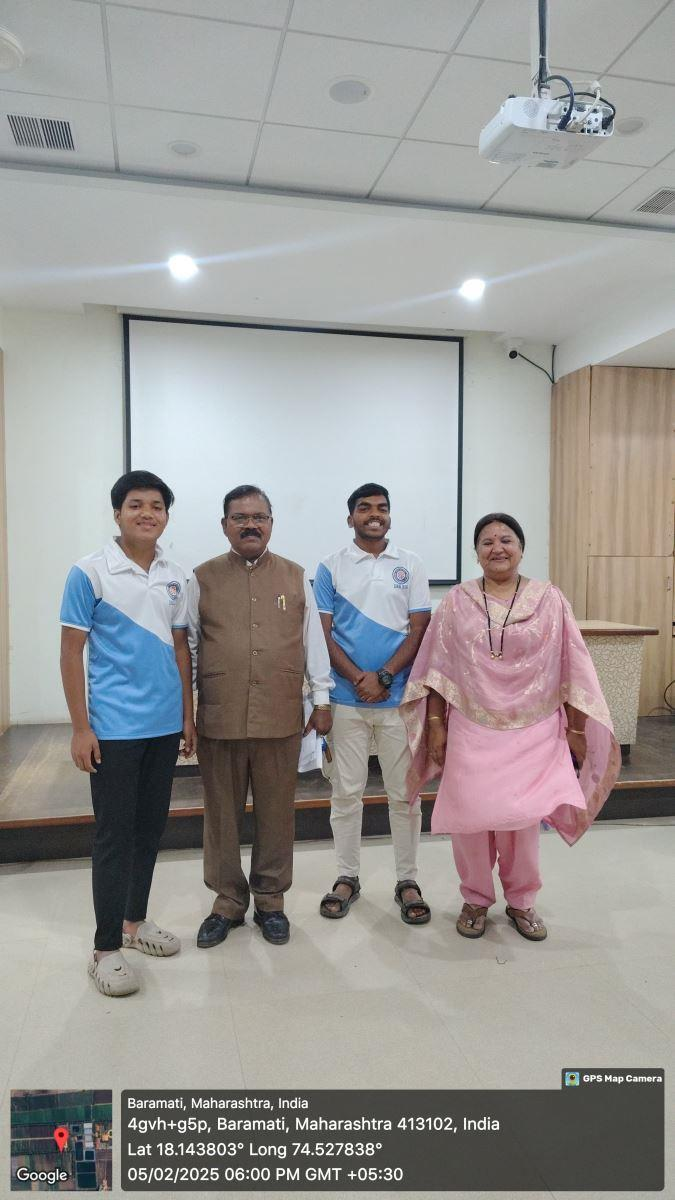 GPS Map Camera
Baramati, Maharashtra, India
4gvh+g5p, Baramati, Maharashtra 413102, India
Lat 18.143803° Long 74.527838°
05/02/2025 06:00 PM GMT +05:30
Google